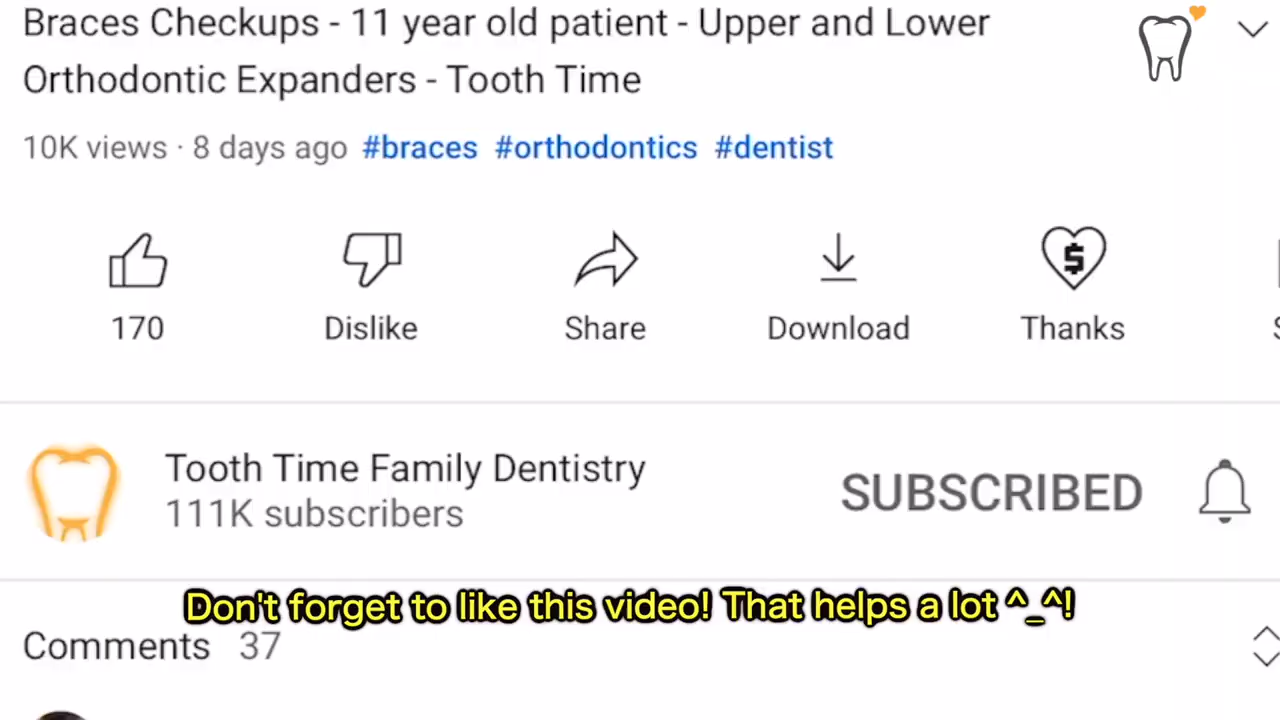 Braces Checkups - 11 year old patient - Upper and Lower
Orthodontic Expanders - Tooth Time
10K views · 8 days ago #braces #orthodontics #dentist
170 Dislike Share Download Thanks
Tooth Time Family Dentistry
111K subscribers
SUBSCRIBED
Don't forget to like this video! That helps a lot ^_^!
Comments 37